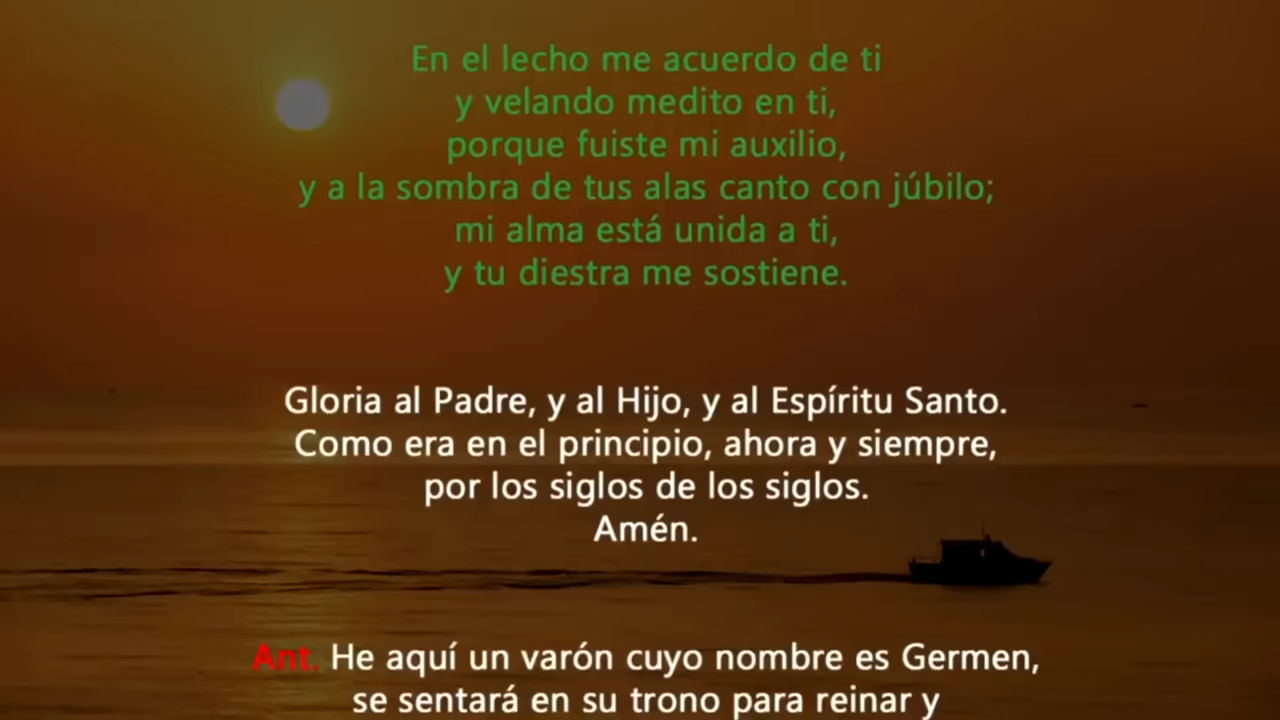 En el lecho me acuerdo de ti
y velando medito en ti,
porque fuiste mi auxilio,
y a la sombra de tus alas canto con júbilo;
mi alma está unida a ti,
y tu diestra me sostiene.
Gloria al Padre, y al Hijo, y al Espíritu Santo.
Como era en el principio, ahora y siempre,
por los siglos de los siglos.
Amén.
Ant. He aquí un varón cuyo nombre es Germen,
se sentará en su trono para reinar y